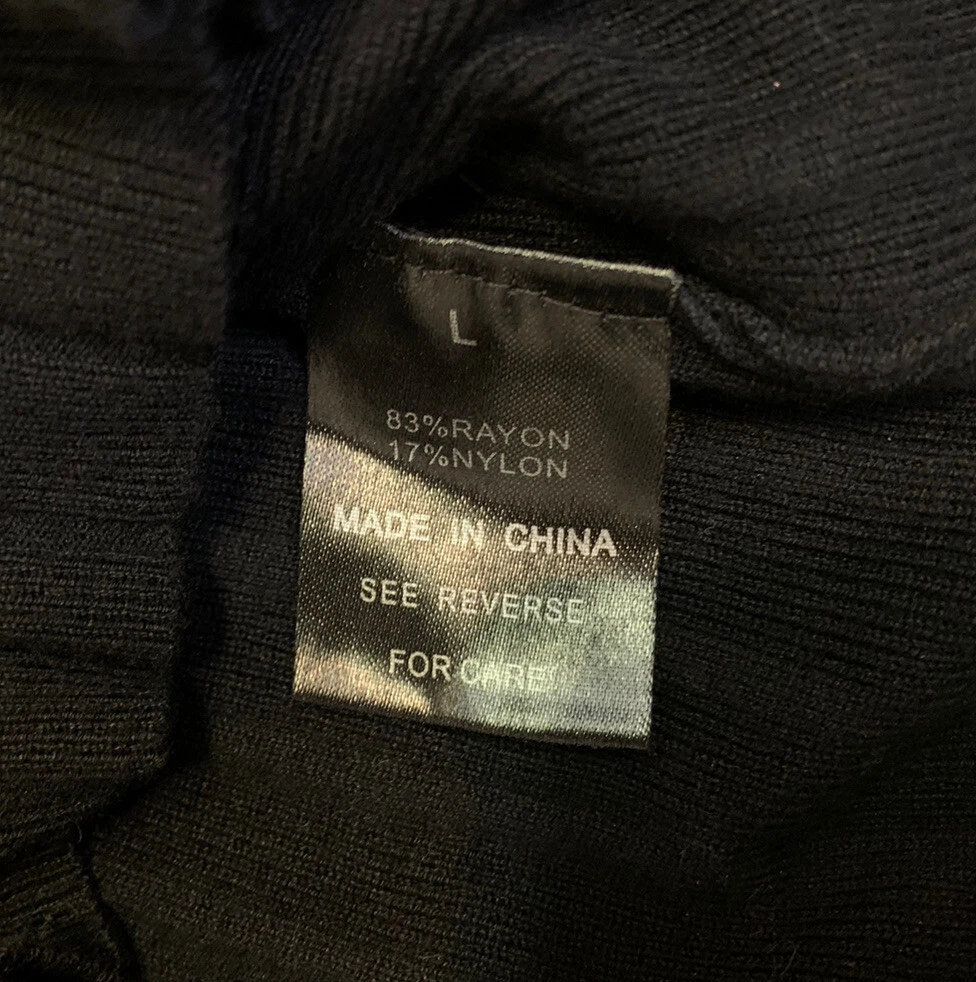 L
83%RAYON
17%NYLON
MADE IN CHINA
SEE REVERSE
FOR CARE